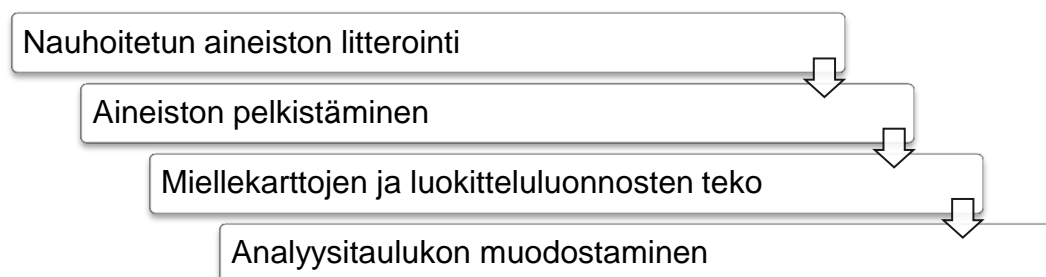 Nauhoitetun aineiston litterointi
Aineiston pelkistäminen
Miellekarttojen ja luokitteluluonnosten teko
Analyysitaulukon muodostaminen